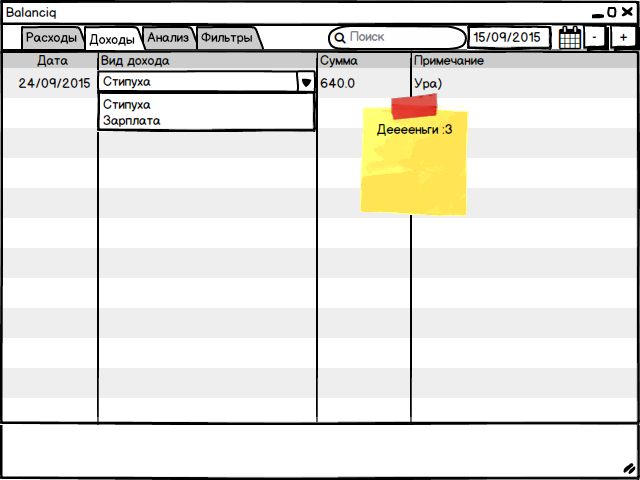 Balanciq
Расходы Доходы Анализ Фильтры Поиск 15/09/2015 - +
Дата Вид дохода Сумма Примечание
24/09/2015 Стипуха 640.0 Ура)
Стипуха
Зарплата
Дееееньги :3